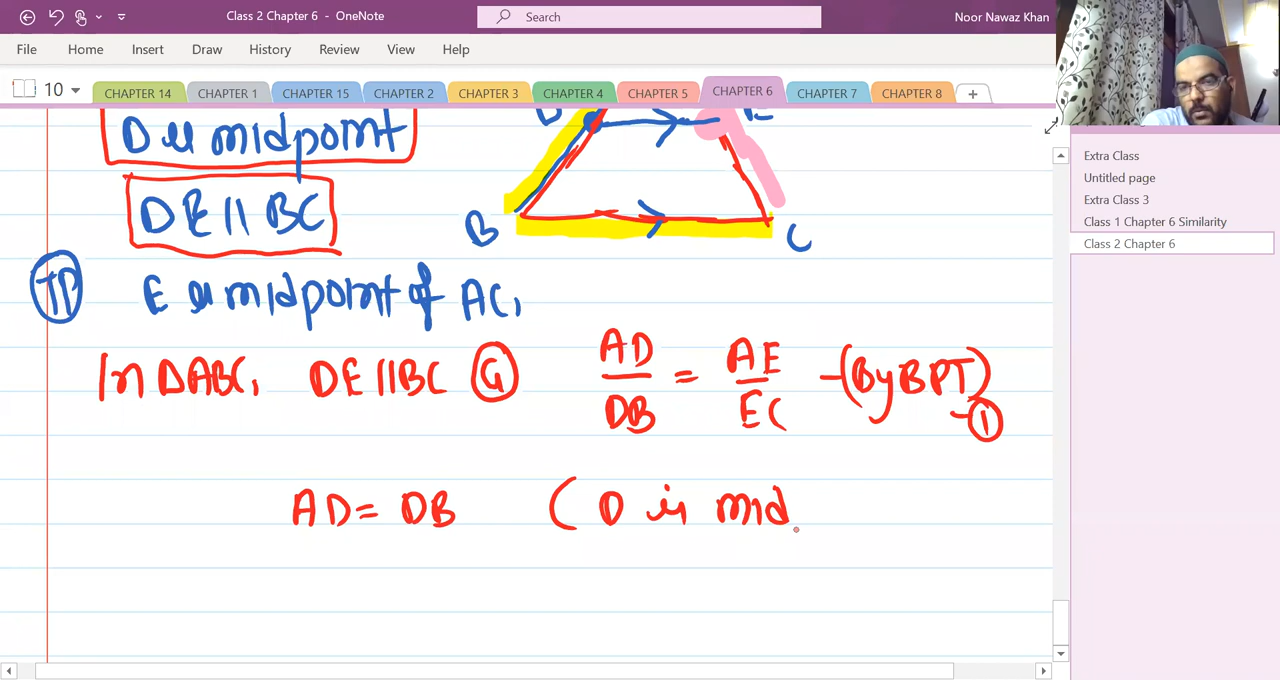 Class 2 Chapter 6 - OneNote
Search
Noor Nawaz Khan
File Home Insert Draw History Review View Help
10 CHAPTER 14 CHAPTER 1 CHAPTER 15 CHAPTER 2 CHAPTER 3 CHAPTER 4 CHAPTER 5 CHAPTER 6 CHAPTER 7 CHAPTER 8 +
Extra Class
Untitled page
Extra Class 3
Class 1 Chapter 6 Similarity
Class 2 Chapter 6
D is midpoint
DE || BC
B C
TP E is midpoint of AC,
In ΔABC, DE || BC G AD/DB = AE/EC - (By BPT)
- 1
AD = DB ( D is mid